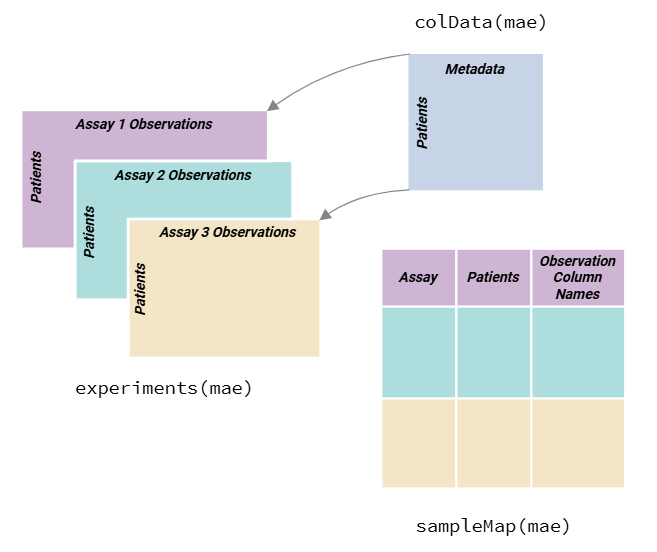 colData(mae)
Metadata
Patients
Assay 1 Observations
Patients
Assay 2 Observations
Patients
Assay 3 Observations
Patients
experiments(mae)
Assay
Patients
Observation
Column
Names
sampleMap(mae)